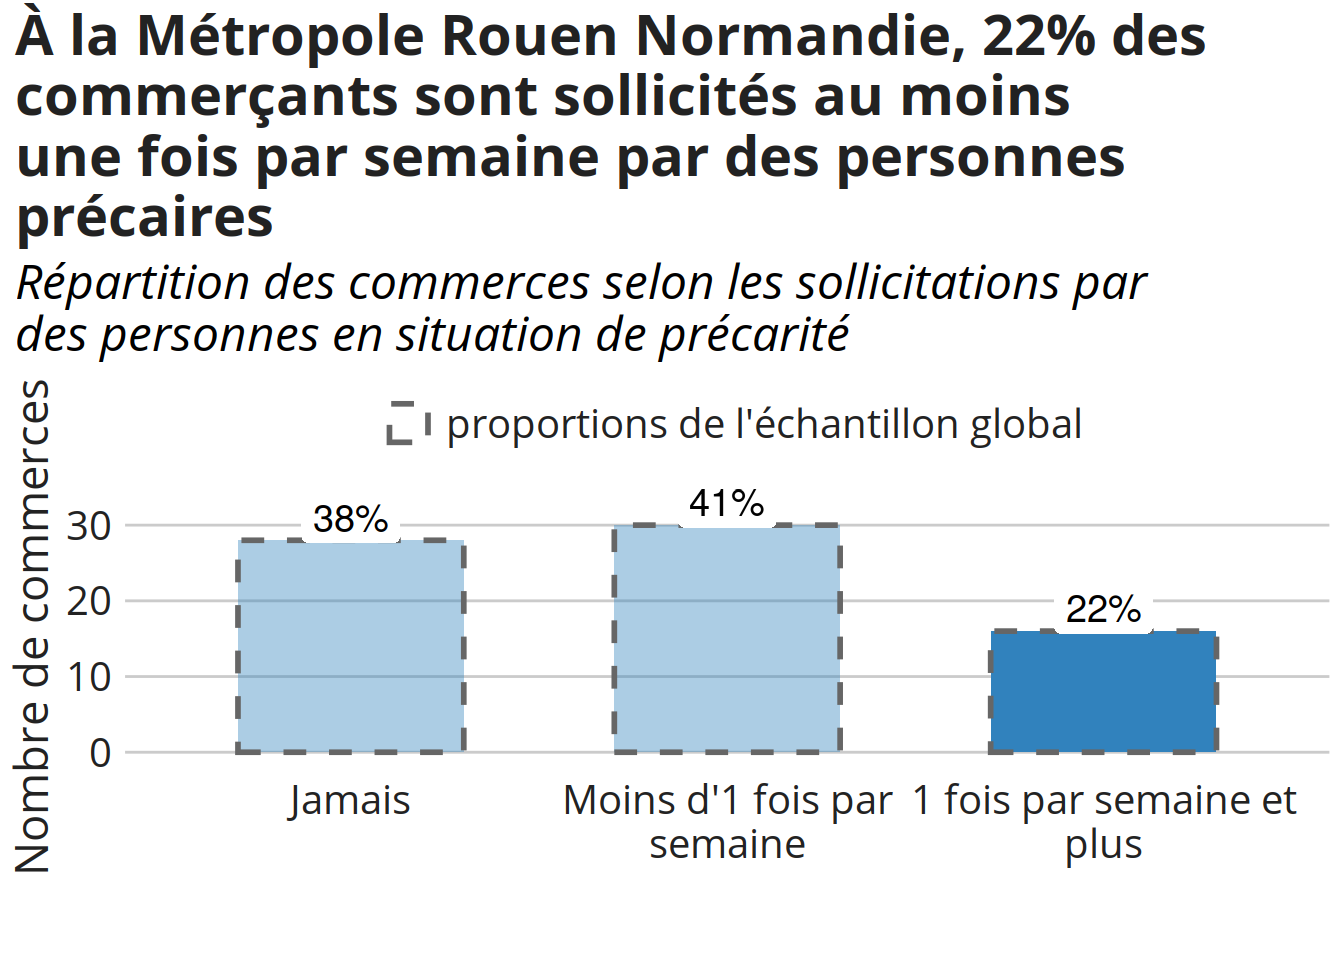 À la Métropole Rouen Normandie, 22% des
commerçants sont sollicités au moins
une fois par semaine par des personnes
précaires
Répartition des commerces selon les sollicitations par
des personnes en situation de précarité
proportions de l'échantillon global
Nombre de commerces
38%
41%
22%
30
20
10
0
Jamais
Moins d'1 fois par
semaine
1 fois par semaine et
plus